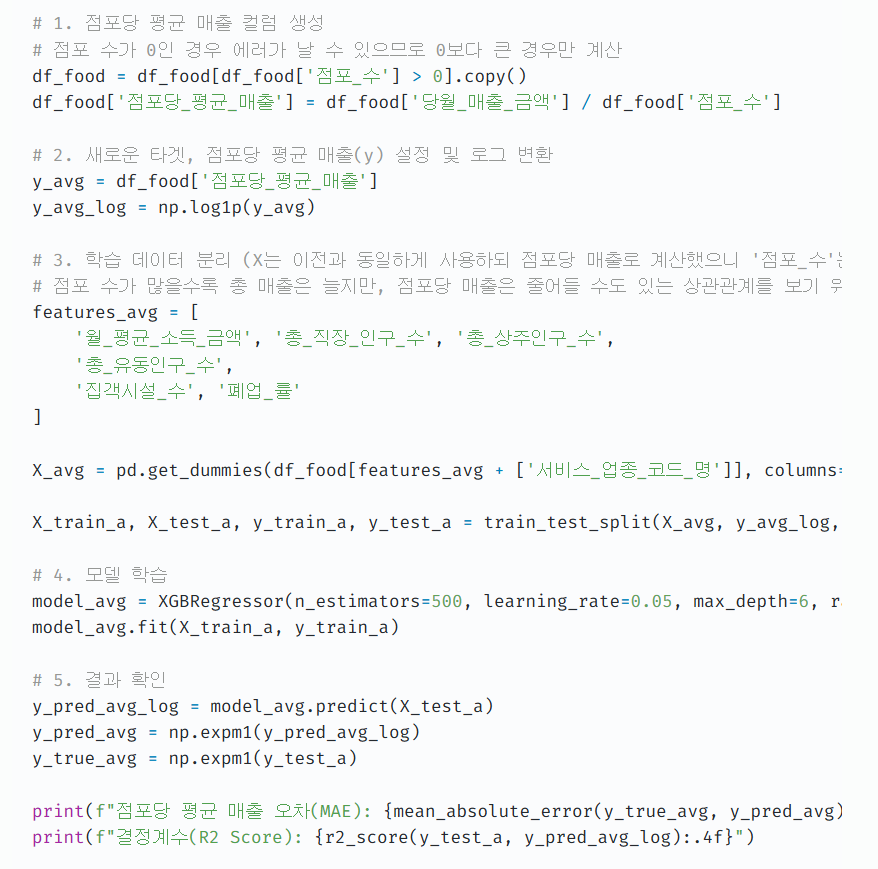 # 1. 점포당 평균 매출 컬럼 생성
# 점포 수가 0인 경우 에러가 날 수 있으므로 0보다 큰 경우만 계산
df_food = df_food[df_food['점포_수'] > 0].copy()
df_food['점포당_평균_매출'] = df_food['당월_매출_금액'] / df_food['점포_수']
# 2. 새로운 타겟, 점포당 평균 매출(y) 설정 및 로그 변환
y_avg = df_food['점포당_평균_매출']
y_avg_log = np.log1p(y_avg)
# 3. 학습 데이터 분리 (X는 이전과 동일하게 사용하되 점포당 매출로 계산했으니 '점포_수'는
# 점포 수가 많을수록 총 매출은 늘지만, 점포당 매출은 줄어들 수도 있는 상관관계를 보기
features_avg = [
'월_평균_소득_금액', '총_직장_인구_수', '총_상주인구_수',
'총_유동인구_수',
'집객시설_수', '폐업_률'
]
X_avg = pd.get_dummies(df_food[features_avg + ['서비스_업종_코드_명']], columns=
X_train_a, X_test_a, y_train_a, y_test_a = train_test_split(X_avg, y_avg_log,
# 4. 모델 학습
model_avg = XGBRegressor(n_estimators=500, learning_rate=0.05, max_depth=6,
model_avg.fit(X_train_a, y_train_a)
# 5. 결과 확인
y_pred_avg_log = model_avg.predict(X_test_a)
y_pred_avg = np.expm1(y_pred_avg_log)
y_true_avg = np.expm1(y_test_a)
print(f"점포당 평균 매출 오차(MAE): {mean_absolute_error(y_true_avg, y_pred_avg)
print(f"결정계수(R2 Score): {r2_score(y_test_a, y_pred_avg_log):.4f}")